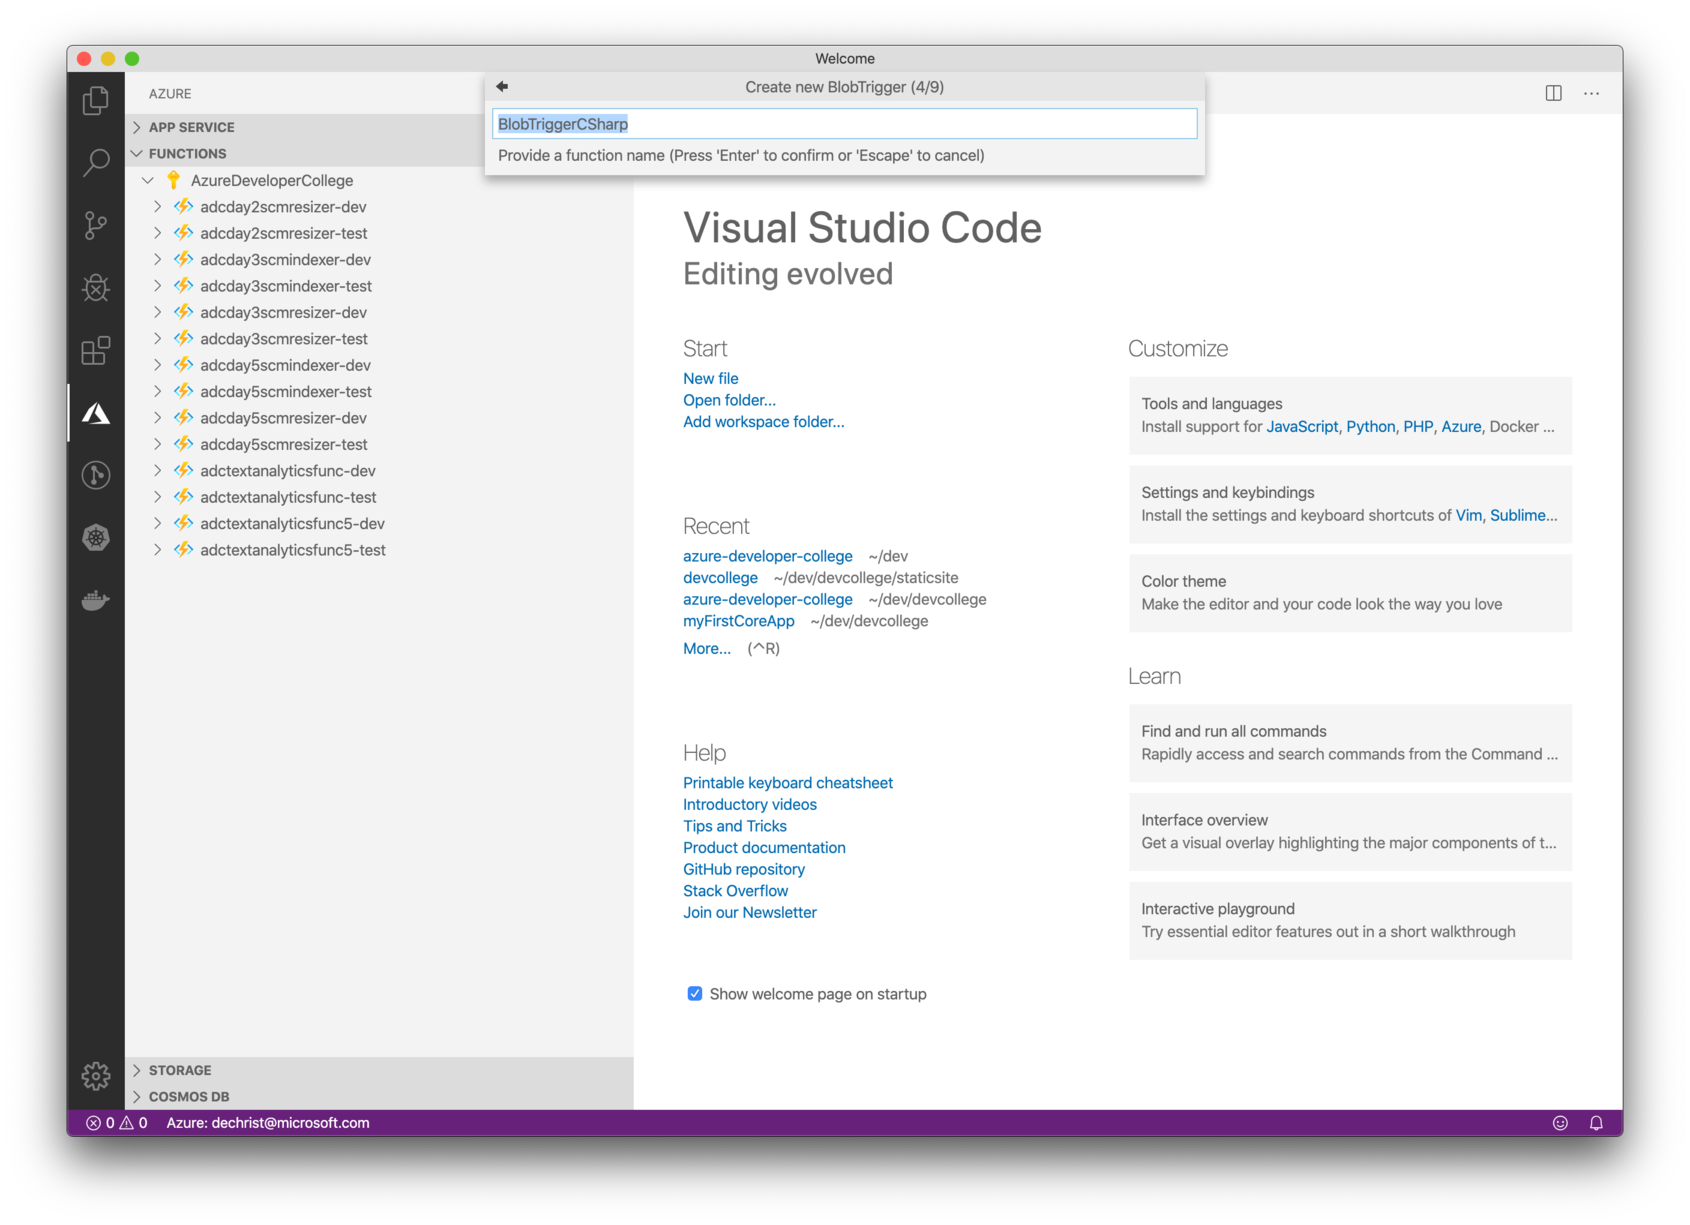 Welcome
AZURE
Create new BlobTrigger (4/9)
BlobTriggerCSharp
Provide a function name (Press 'Enter' to confirm or 'Escape' to cancel)
APP SERVICE
FUNCTIONS
AzureDeveloperCollege
adcday2scmresizer-dev
adcday2scmresizer-test
adcday3scmindexer-dev
adcday3scmindexer-test
adcday3scmresizer-dev
adcday3scmresizer-test
adcday5scmindexer-dev
adcday5scmindexer-test
adcday5scmresizer-dev
adcday5scmresizer-test
adctextanalyticsfunc-dev
adctextanalyticsfunc-test
adctextanalyticsfunc5-dev
adctextanalyticsfunc5-test
STORAGE
COSMOS DB
Visual Studio Code
Editing evolved
Start
New file
Open folder...
Add workspace folder...
Recent
azure-developer-college ~/dev
devcollege ~/dev/devcollege/staticsite
azure-developer-college ~/dev/devcollege
myFirstCoreApp ~/dev/devcollege
More... (^R)
Help
Printable keyboard cheatsheet
Introductory videos
Tips and Tricks
Product documentation
GitHub repository
Stack Overflow
Join our Newsletter
Show welcome page on startup
Customize
Tools and languages
Install support for JavaScript, Python, PHP, Azure, Docker ...
Settings and keybindings
Install the settings and keyboard shortcuts of Vim, Sublime...
Color theme
Make the editor and your code look the way you love
Learn
Find and run all commands
Rapidly access and search commands from the Command ...
Interface overview
Get a visual overlay highlighting the major components of t...
Interactive playground
Try essential editor features out in a short walkthrough
0 0 Azure: dechrist@microsoft.com